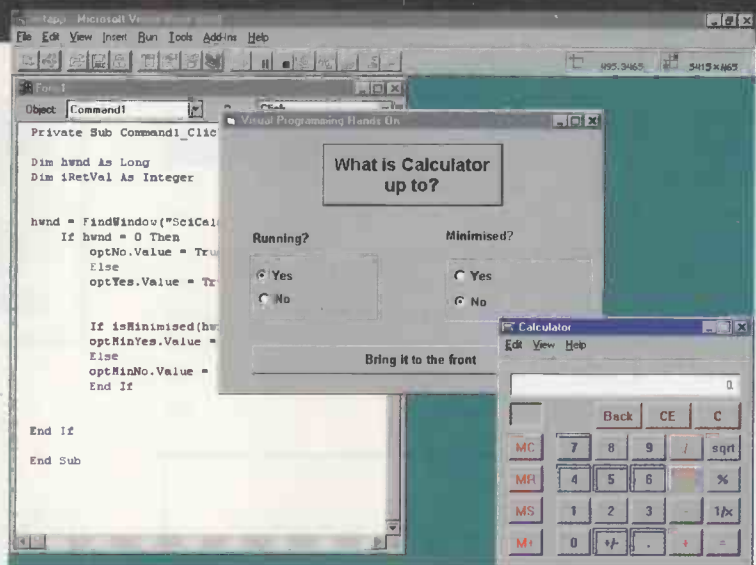 Microsoft
File Edit View Insert Run Tools Add-Ins Help
495,3465 5415×4465
Form1
Object: Command1
Private Sub Command1_Clic
Dim hwnd As Long
Dim iRetVal As Integer
hwnd = FindWindow("SciCal
If hwnd = 0 Then
optNo.Value = Tru
Else
optYes.Value = Tr
If isMinimised(hw
optMinYes.Value =
Else
optMinNo.Value =
End If
End If
End Sub
Visual Programming Hands On
What is Calculator
up to?
Running?
Yes
No
Minimised?
Yes
No
Bring it to the front
Calculator
Edit View Help
0.
Back CE C
MC 7 8 9 / sqrt
MR 4 5 6 %
MS 1 2 3 - 1/x
M+ 0 +/- . + =